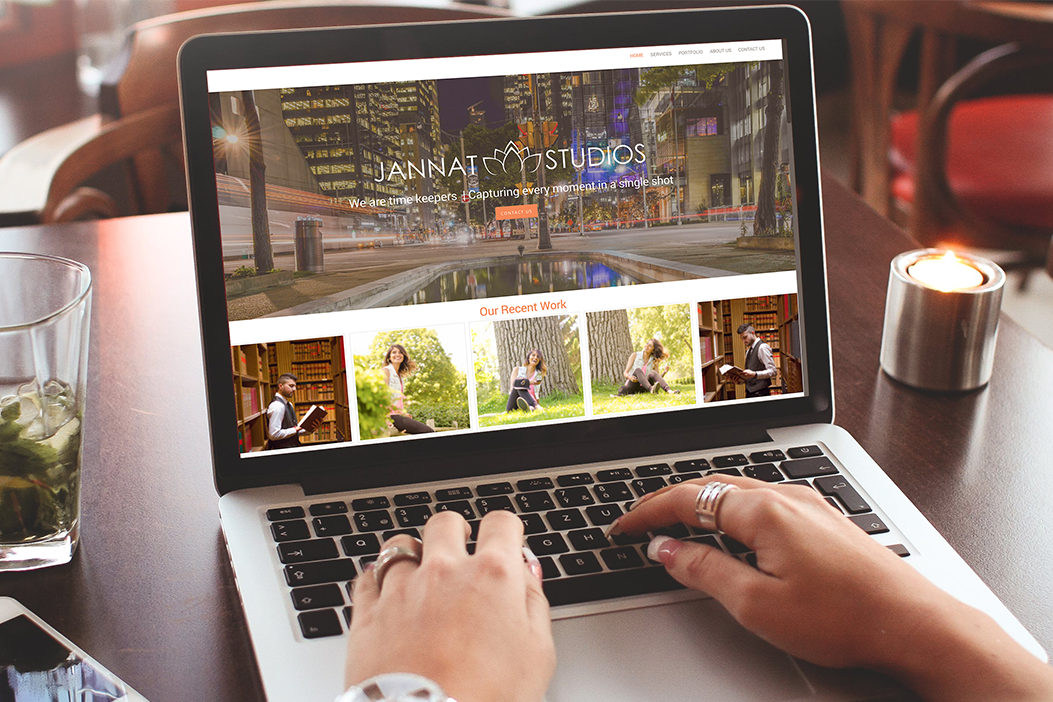 HOME SERVICES PORTFOLIO ABOUT US CONTACT US
JANNAT STUDIOS
We are time keepers | Capturing every moment in a single shot
CONTACT US
Our Recent Work